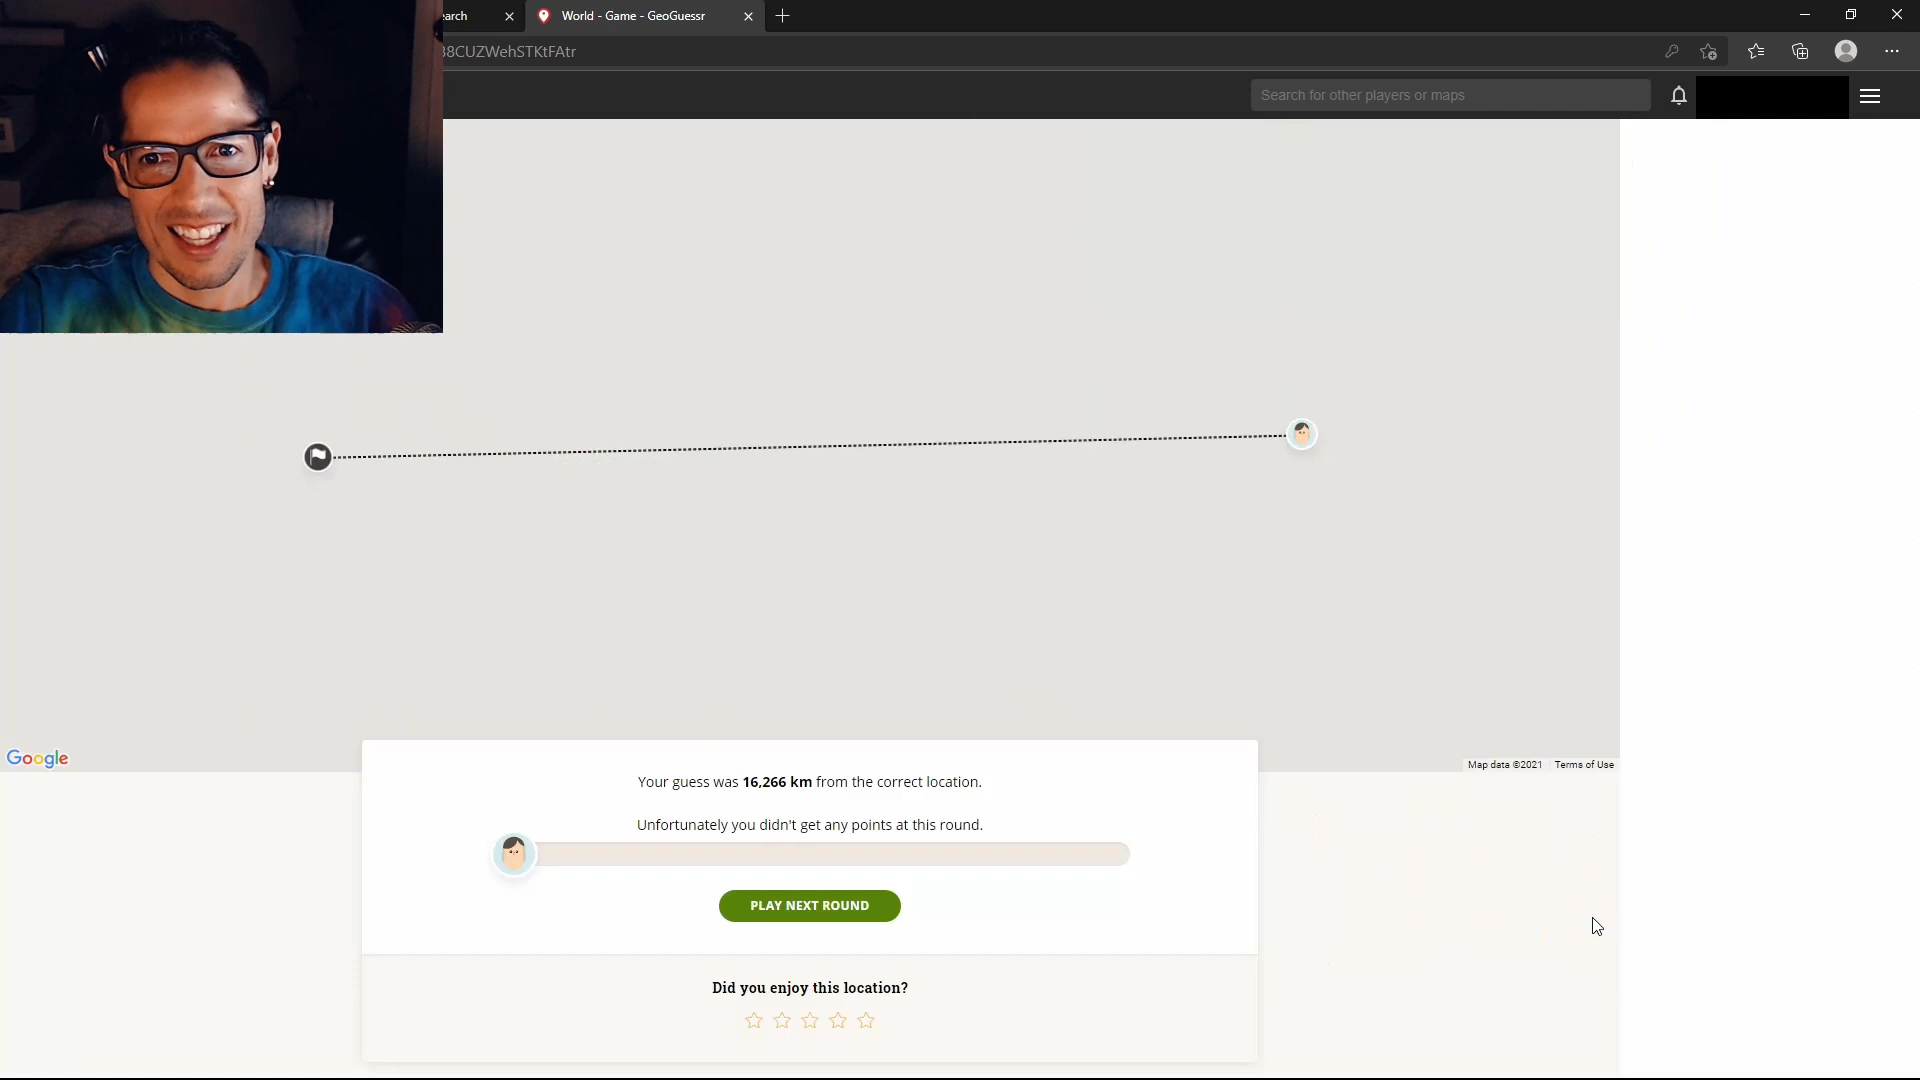 earch
World - Game - GeoGuessr
38CUZWehSTKtFAtr
Search for other players or maps
Google
Map data ©2021
Terms of Use
Your guess was 16,266 km from the correct location.
Unfortunately you didn't get any points at this round.
PLAY NEXT ROUND
Did you enjoy this location?